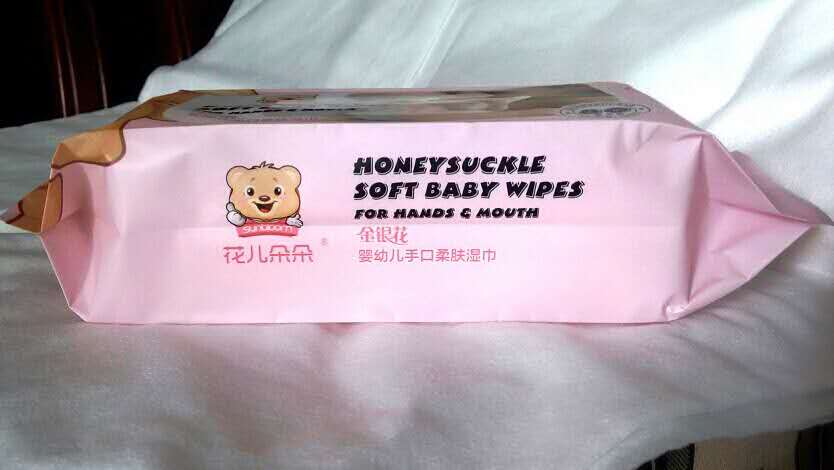 HONEYSUCKLE
SOFT BABY WIPES
FOR HANDS & MOUTH
金银花
婴幼儿手口柔肤湿巾
花儿朵朵®